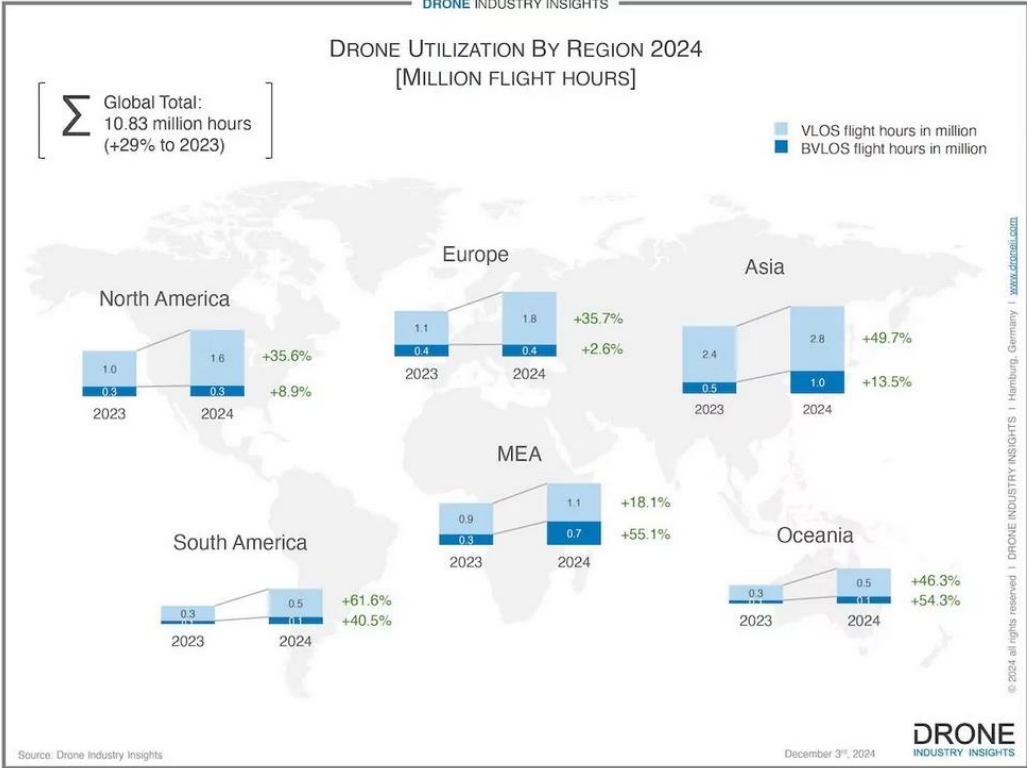 DRONE INDUSTRY INSIGHTS
DRONE UTILIZATION BY REGION 2024
[MILLION FLIGHT HOURS]
Σ
Global Total:
10.83 million hours
(+29% to 2023)
VLOS flight hours in million
BVLOS flight hours in million
North America
1.0
0.3
2023
1.6
0.3
2024
+35.6%
+8.9%
Europe
1.1
0.4
2023
1.8
0.4
2024
+35.7%
+2.6%
Asia
2.4
0.5
2023
2.8
1.0
2024
+49.7%
+13.5%
MEA
0.9
0.3
2023
1.1
0.7
2024
+18.1%
+55.1%
South America
0.3
0.1
2023
0.5
0.1
2024
+61.6%
+40.5%
Oceania
0.3
0.1
2023
0.5
0.1
2024
+46.3%
+54.3%
© 2024 all rights reserved I DRONE INDUSTRY INSIGHTS I Hamburg, Germany I www.droneii.com
Source: Drone Industry Insights
December 3rd, 2024
DRONE
INDUSTRY INSIGHTS